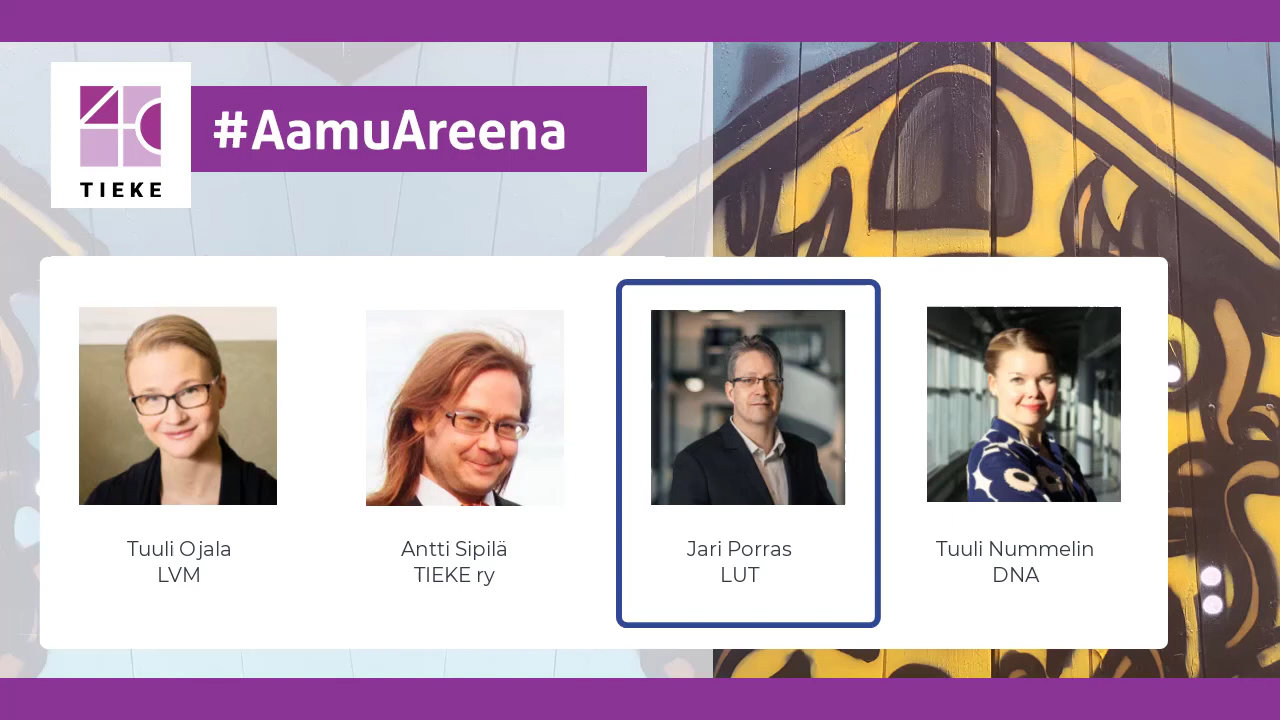 40
TIEKE
#AamuAreena
Tuuli Ojala
LVM
Antti Sipilä
TIEKE ry
Jari Porras
LUT
Tuuli Nummelin
DNA